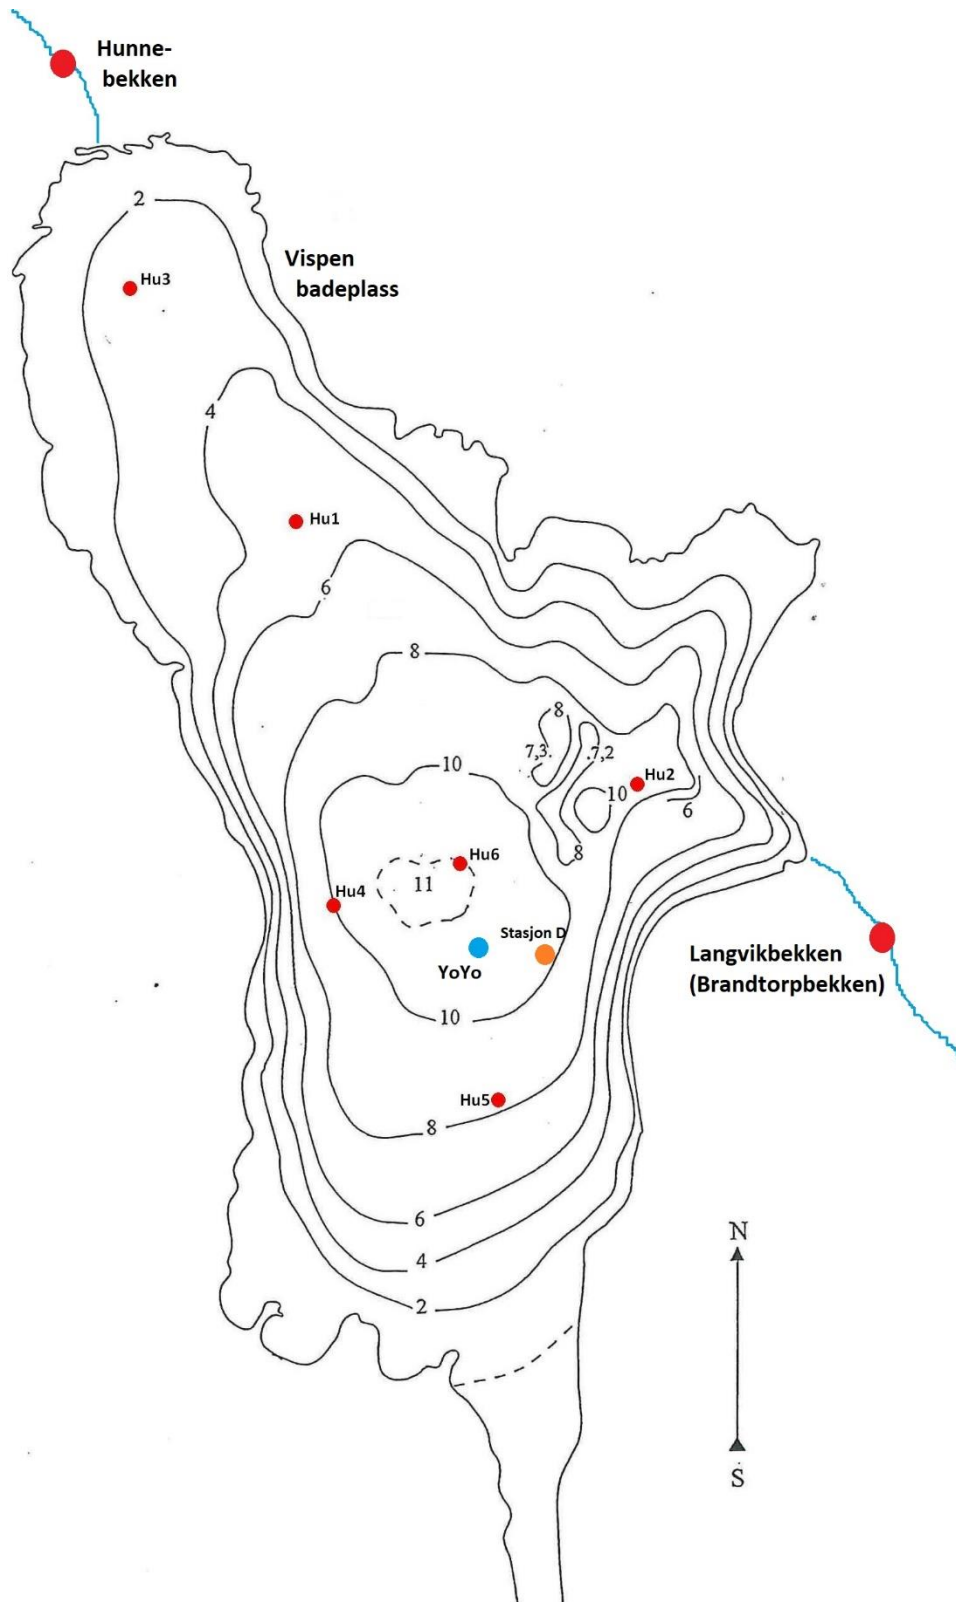 Hunne-
bekken
2
Vispen
badeplass
Hu3
4
Hu1
6
8
8
7,3.
.7,2
10
Hu2
10
6
8
Hu6
11
Hu4
Stasjon D
YoYo
Langvikbekken
(Brandtorpbekken)
10
Hu5
8
6
4
2
N
S